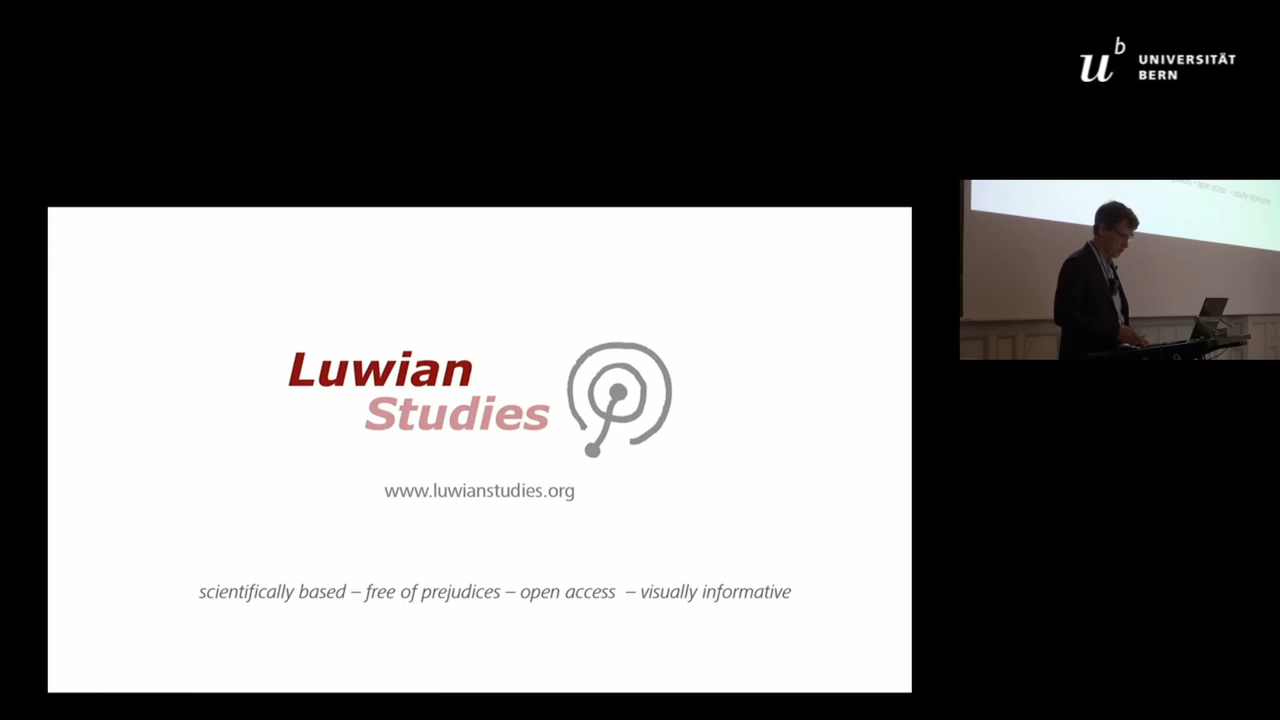 u^b UNIVERSITÄT
BERN
Luwian
Studies
www.luwianstudies.org
scientifically based – free of prejudices – open access – visually informative